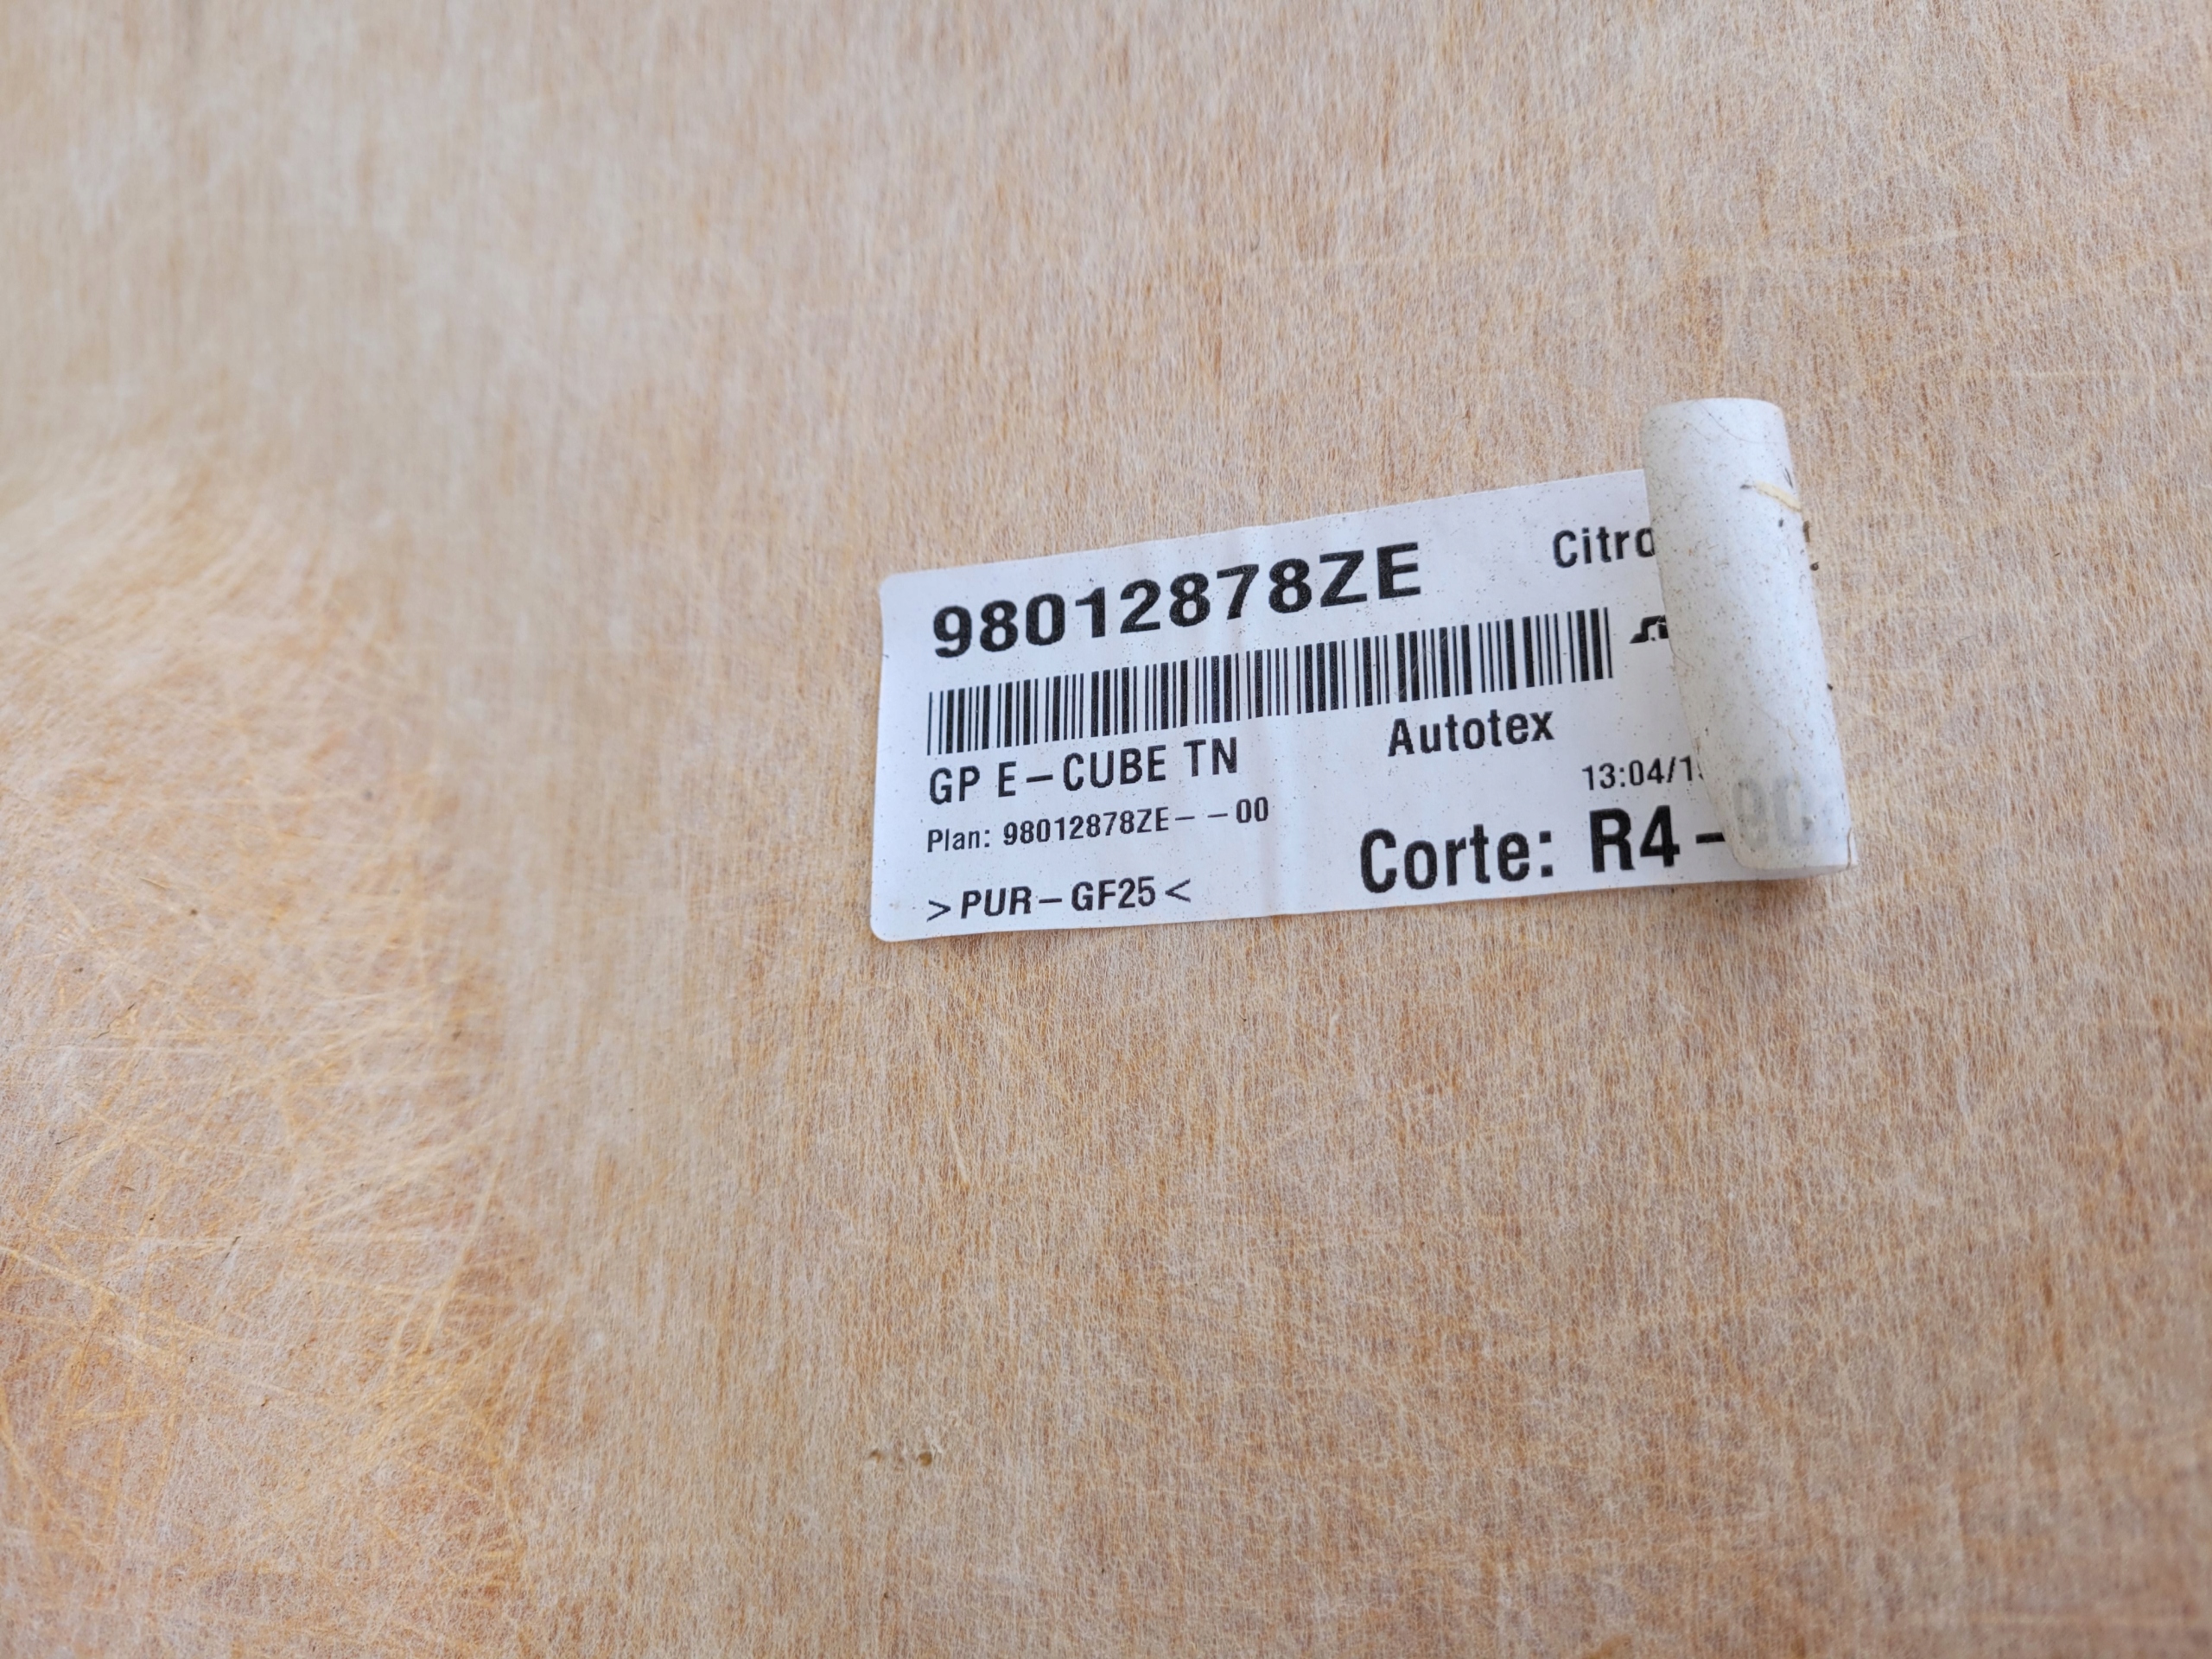 98012878ZE
Citro
GP E-CUBE TN
Autotex
Plan: 98012878ZE- -00
13:04/1
>PUR-GF25<
Corte: R4-